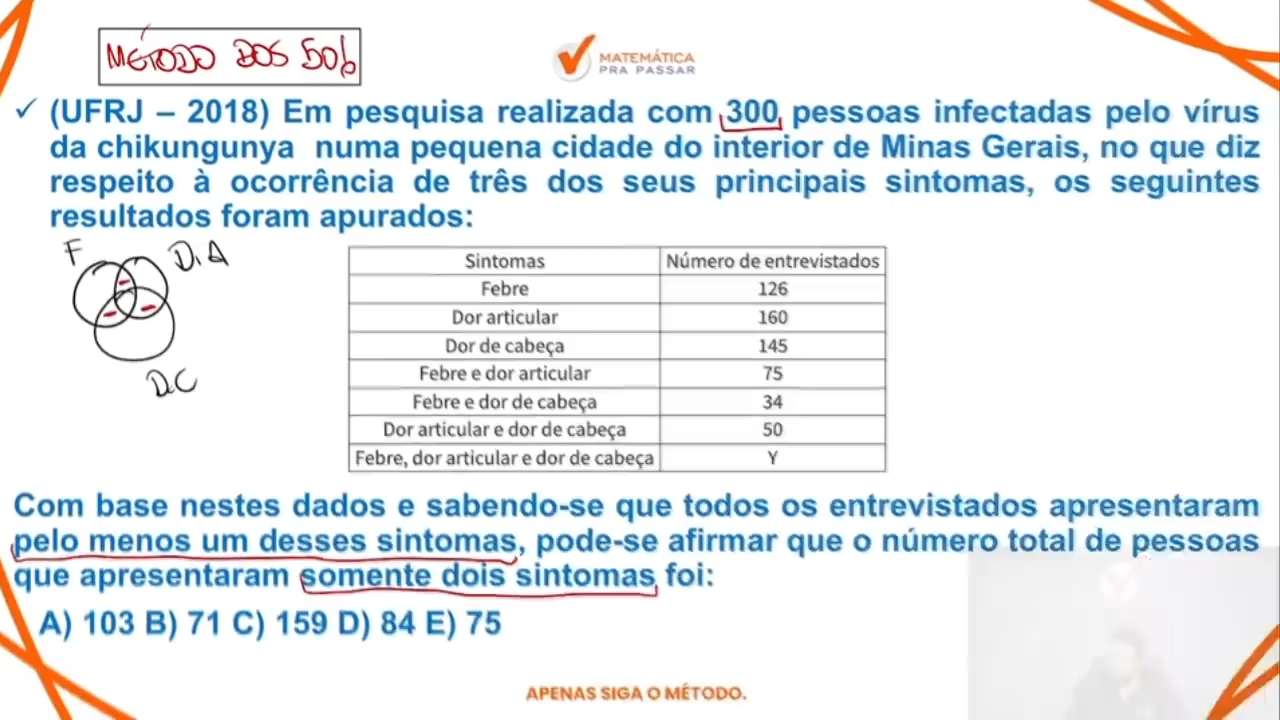 MÉTODO DOS 50%
MATEMÁTICA
PRA PASSAR
✓ (UFRJ – 2018) Em pesquisa realizada com 300 pessoas infectadas pelo vírus
da chikungunya numa pequena cidade do interior de Minas Gerais, no que diz
respeito à ocorrência de três dos seus principais sintomas, os seguintes
resultados foram apurados:
F
D.A
D.C
Sintomas Número de entrevistados
Febre 126
Dor articular 160
Dor de cabeça 145
Febre e dor articular 75
Febre e dor de cabeça 34
Dor articular e dor de cabeça 50
Febre, dor articular e dor de cabeça Y
Com base nestes dados e sabendo-se que todos os entrevistados apresentaram
pelo menos um desses sintomas, pode-se afirmar que o número total de pessoas
que apresentaram somente dois sintomas foi:
A) 103 B) 71 C) 159 D) 84 E) 75
APENAS SIGA O MÉTODO.